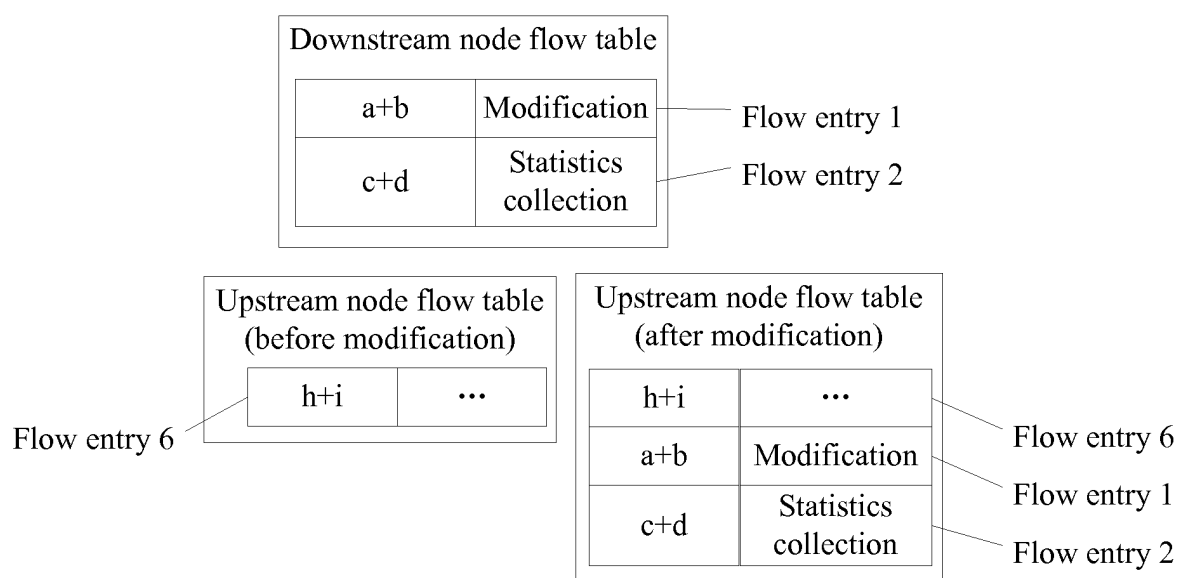 Downstream node flow table
a+b
Modification
Flow entry 1
c+d
Statistics
collection
Flow entry 2
Upstream node flow table
(before modification)
h+i
...
Flow entry 6
Upstream node flow table
(after modification)
h+i
...
Flow entry 6
a+b
Modification
Flow entry 1
c+d
Statistics
collection
Flow entry 2